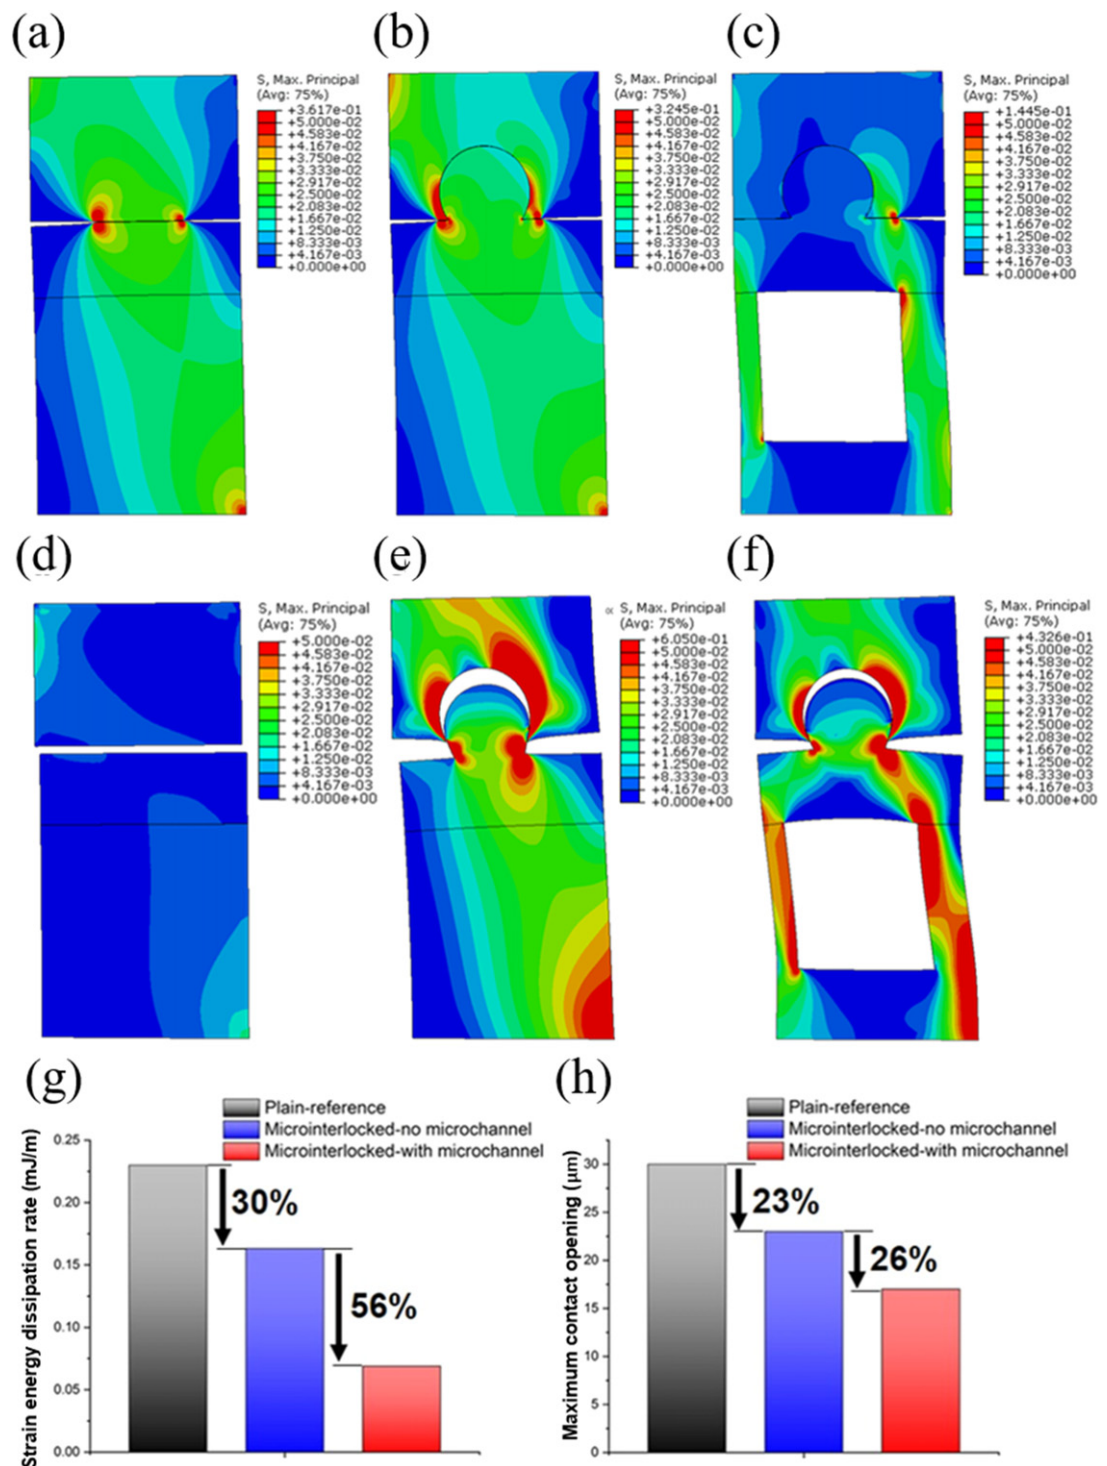 (a)
S, Max. Principal
(Avg: 75%)
+3.617e-01
+5.000e-02
+4.583e-02
+4.167e-02
+3.750e-02
+3.333e-02
+2.917e-02
+2.500e-02
+2.083e-02
+1.667e-02
+1.250e-02
+8.333e-03
+4.167e-03
+0.000e+00
(b)
S, Max. Principal
(Avg: 75%)
+3.245e-01
+5.000e-02
+4.583e-02
+4.167e-02
+3.750e-02
+3.333e-02
+2.917e-02
+2.500e-02
+2.083e-02
+1.667e-02
+1.250e-02
+8.333e-03
+4.167e-03
+0.000e+00
(c)
S, Max. Principal
(Avg: 75%)
+1.445e-01
+5.000e-02
+4.583e-02
+4.167e-02
+3.750e-02
+3.333e-02
+2.917e-02
+2.500e-02
+2.083e-02
+1.667e-02
+1.250e-02
+8.333e-03
+4.167e-03
+0.000e+00
(d)
S, Max. Principal
(Avg: 75%)
+5.000e-02
+4.583e-02
+4.167e-02
+3.750e-02
+3.333e-02
+2.917e-02
+2.500e-02
+2.083e-02
+1.667e-02
+1.250e-02
+8.333e-03
+4.167e-03
+0.000e+00
(e)
S, Max. Principal
(Avg: 75%)
+6.050e-01
+5.000e-02
+4.583e-02
+4.167e-02
+3.750e-02
+3.333e-02
+2.917e-02
+2.500e-02
+2.083e-02
+1.667e-02
+1.250e-02
+8.333e-03
+4.167e-03
+0.000e+00
(f)
S, Max. Principal
(Avg: 75%)
+4.326e-01
+5.000e-02
+4.583e-02
+4.167e-02
+3.750e-02
+3.333e-02
+2.917e-02
+2.500e-02
+2.083e-02
+1.667e-02
+1.250e-02
+8.333e-03
+4.167e-03
+0.000e+00
(g)
Plain-reference
Microinterlocked-no microchannel
Microinterlocked-with microchannel
Strain energy dissipation rate (mJ/m)
0.25
0.20
0.15
0.10
0.05
0.00
30%
56%
(h)
Plain-reference
Microinterlocked-no microchannel
Microinterlocked-with microchannel
Maximum contact opening (μm)
30
25
20
15
10
5
0
23%
26%